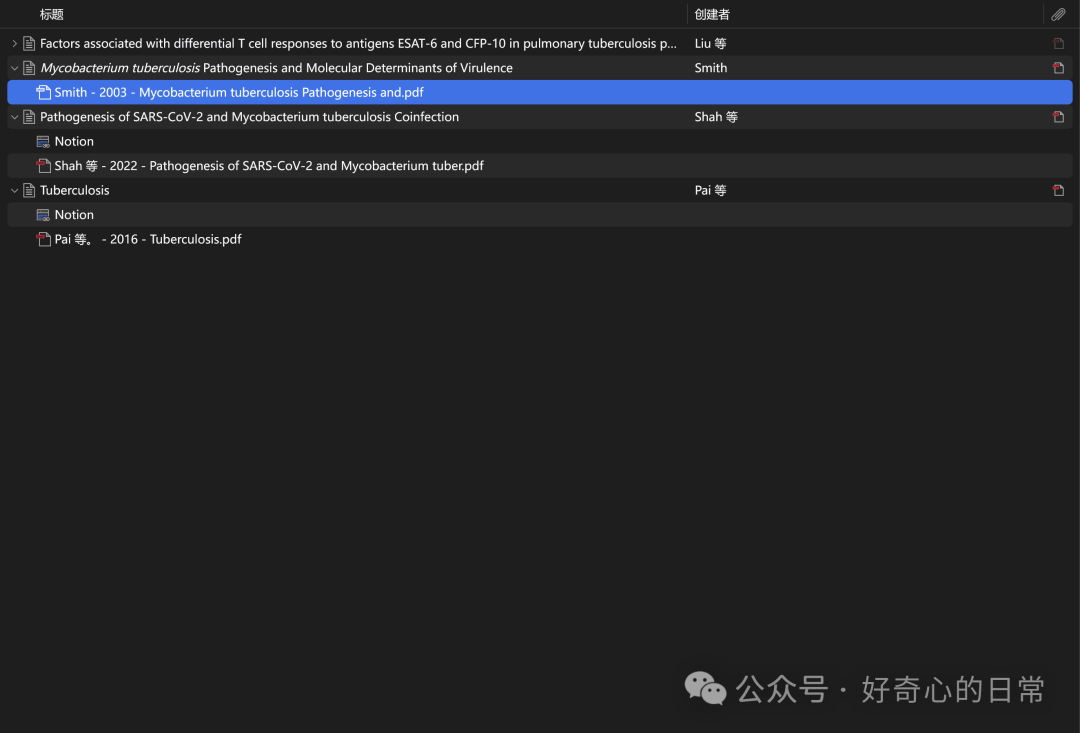 标题 创建者
Factors associated with differential T cell responses to antigens ESAT-6 and CFP-10 in pulmonary tuberculosis p... Liu 等
Mycobacterium tuberculosis Pathogenesis and Molecular Determinants of Virulence Smith
Smith - 2003 - Mycobacterium tuberculosis Pathogenesis and.pdf
Pathogenesis of SARS-CoV-2 and Mycobacterium tuberculosis Coinfection Shah 等
Notion
Shah 等 - 2022 - Pathogenesis of SARS-CoV-2 and Mycobacterium tuber.pdf
Tuberculosis Pai 等
Notion
Pai 等。 - 2016 - Tuberculosis.pdf
公众号 · 好奇心的日常